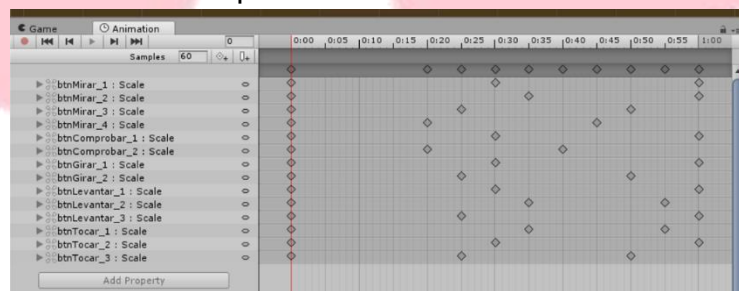 Game Animation
0 0:00 0:05 0:10 0:15 0:20 0:25 0:30 0:35 0:40 0:45 0:50 0:55 1:00
Samples 60
btnMirar_1 : Scale
btnMirar_2 : Scale
btnMirar_3 : Scale
btnMirar_4 : Scale
btnComprobar_1 : Scale
btnComprobar_2 : Scale
btnGirar_1 : Scale
btnGirar_2 : Scale
btnLevantar_1 : Scale
btnLevantar_2 : Scale
btnLevantar_3 : Scale
btnTocar_1 : Scale
btnTocar_2 : Scale
btnTocar_3 : Scale
Add Property